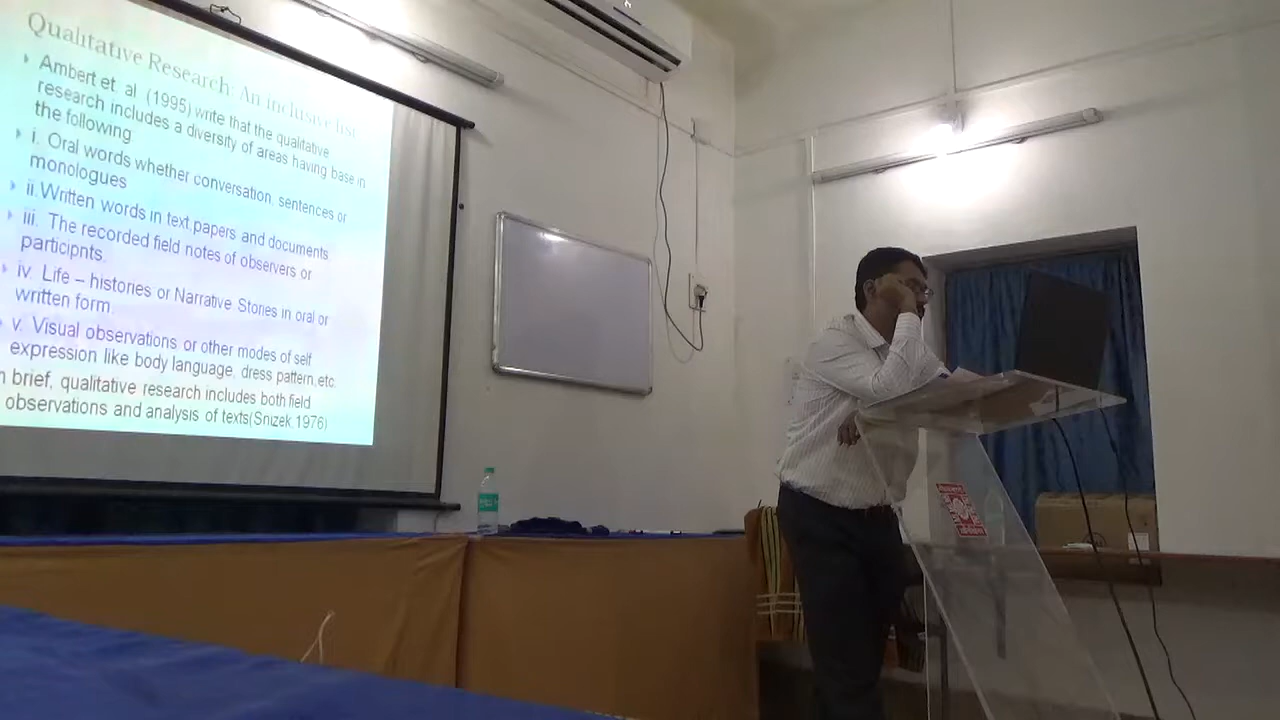 Qualitative Research: An inclusive list
Ambert et. al (1995) write that the qualitative
research includes a diversity of areas having base in
the following
i. Oral words whether conversation, sentences or
monologues
ii. Written words in text papers and documents
iii. The recorded field notes of observers or
participnts.
iv. Life – histories or Narrative Stories in oral or
written form.
v. Visual observations or other modes of self
expression like body language, dress pattern,etc.
brief, qualitative research includes both field
observations and analysis of texts(Snizek 1976)